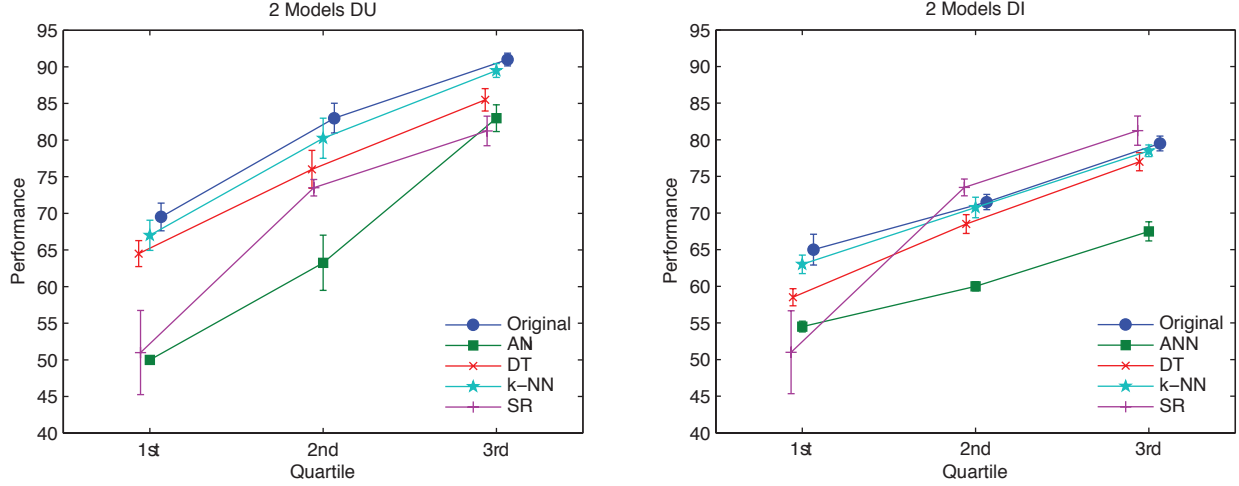 2 Models DU
95
90
85
80
75
70
65
60
55
50
45
40
Performance
1st
2nd
3rd
Quartile
Original
ANN
DT
k-NN
SR
2 Models DI
95
90
85
80
75
70
65
60
55
50
45
40
Performance
1st
2nd
3rd
Quartile
Original
ANN
DT
k-NN
SR